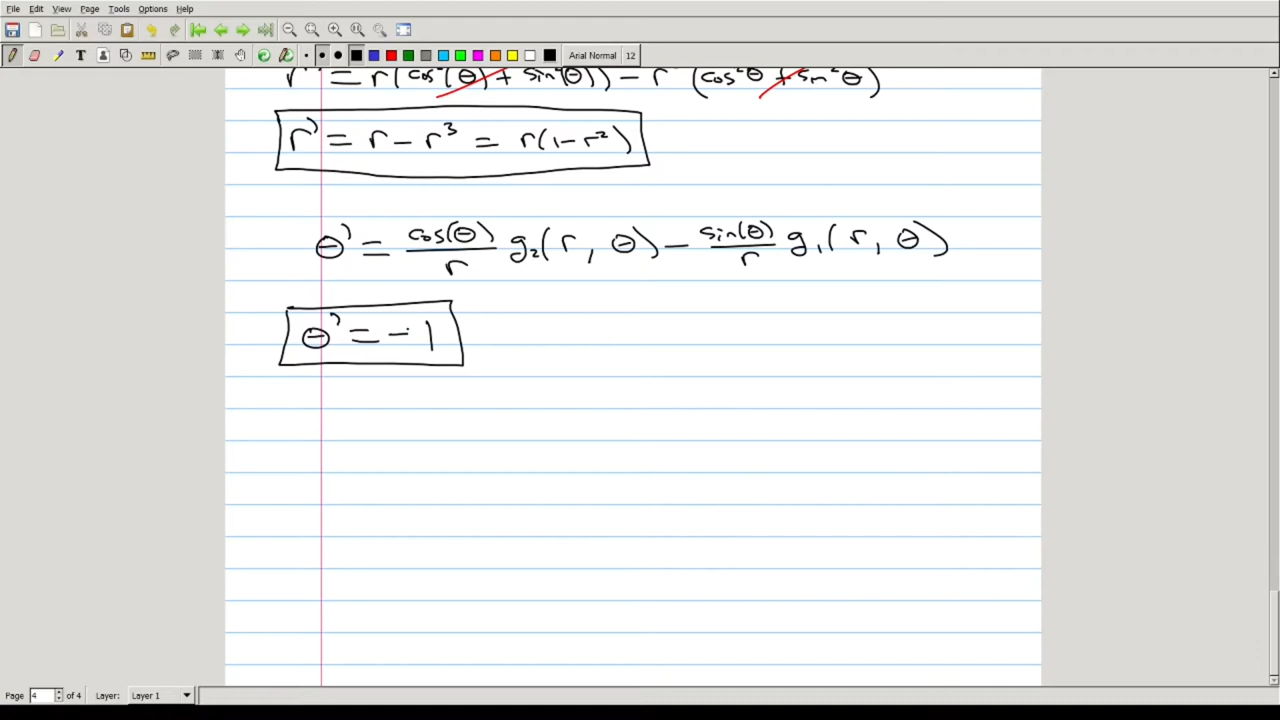 File Edit View Page Tools Options Help
Arial Normal 12
r' = r(cos²(θ) + sin²(θ)) − r³(cos²θ + sin²θ)
r' = r − r³ = r(1 − r²)
θ' = cos(θ)/r g₂(r, θ) − sin(θ)/r g₁(r, θ)
θ' = −1
Page 4 of 4 Layer: Layer 1